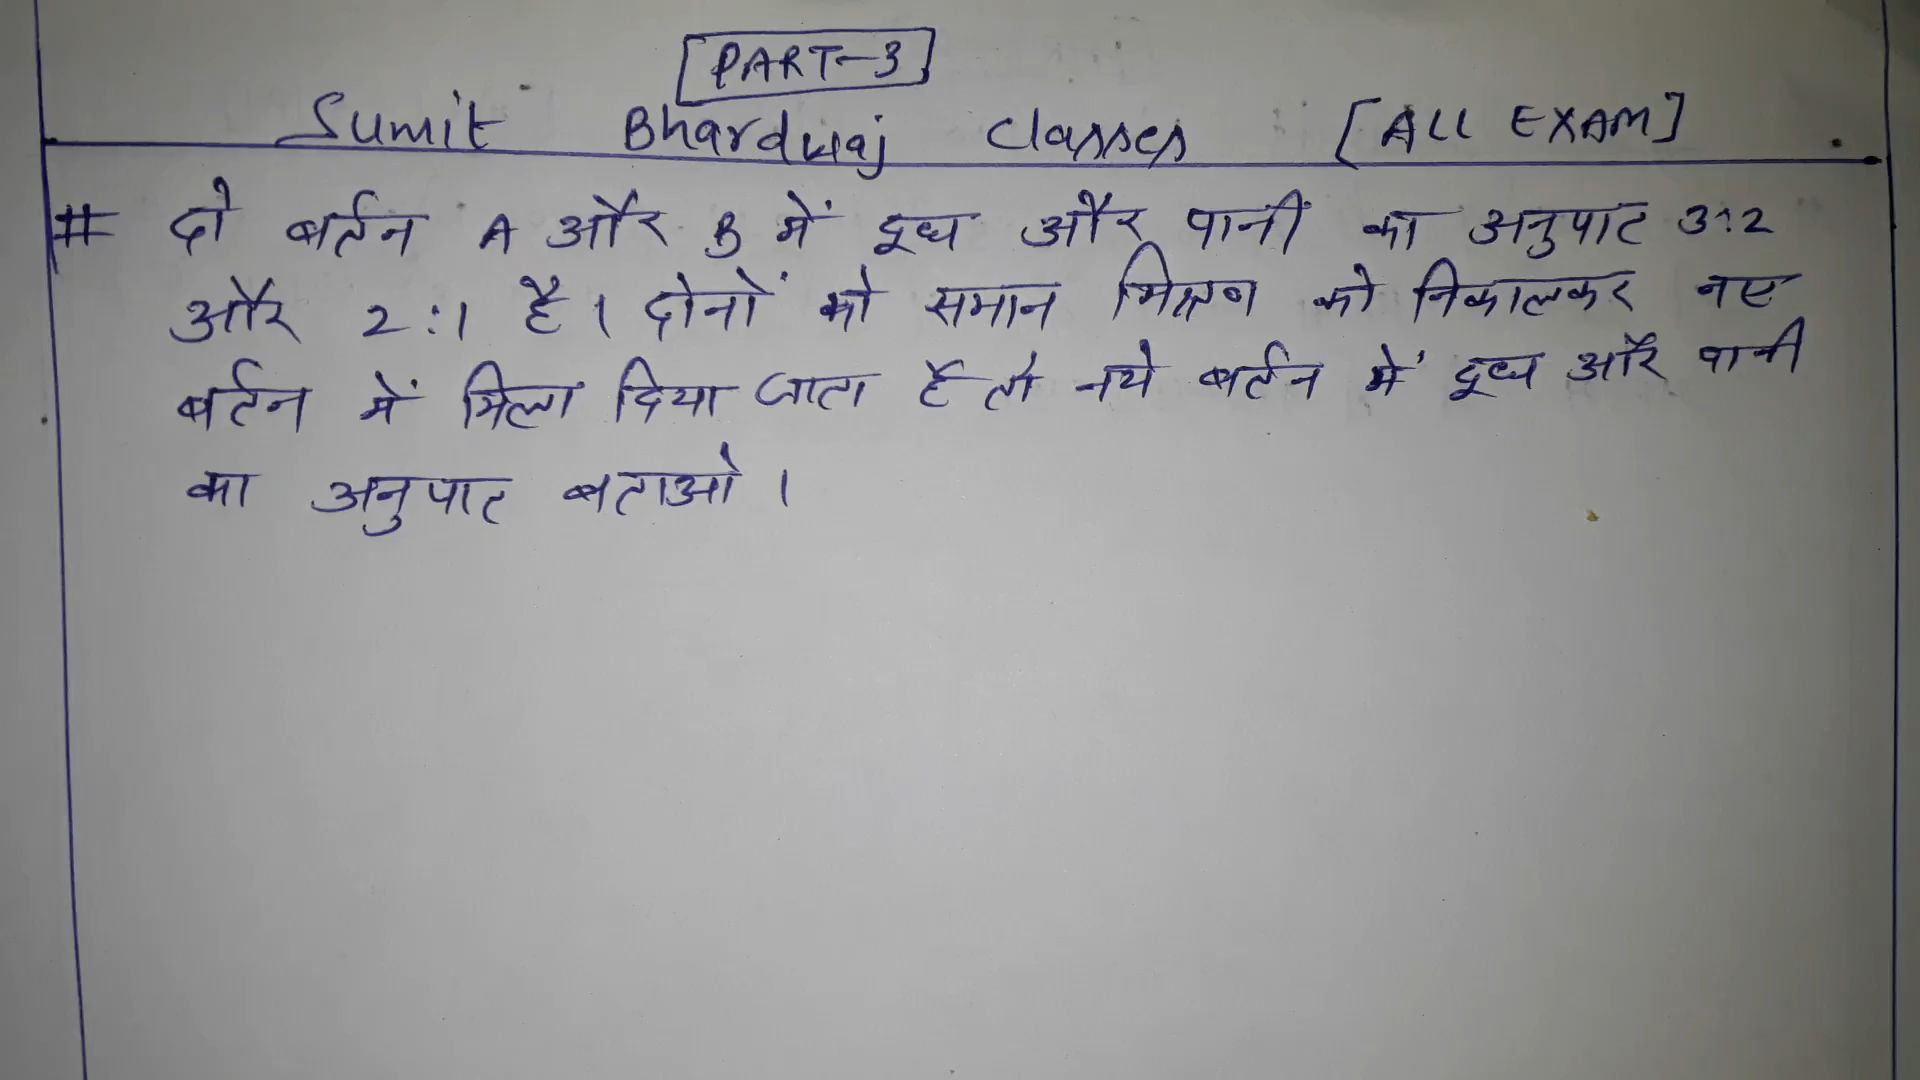 [PART-3]
Sumit Bhardwaj Classes [ALL EXAM]
# दो बर्तन A और B में दूध और पानी का अनुपात 3:2
और 2:1 है। दोनों को समान मिश्रण को निकालकर नए
बर्तन में मिला दिया जाता है तो नये बर्तन में दूध और पानी
का अनुपात बताओ।